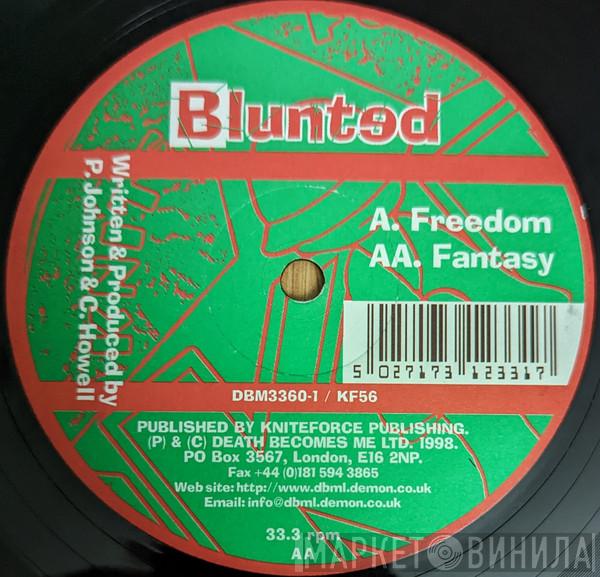 Blunted
A. Freedom
AA. Fantasy
Written & Produced by
P. Johnson & C. Howell
5 027173 123317
DBM3360-1 / KF56
PUBLISHED BY KNITEFORCE PUBLISHING.
(P) & (C) DEATH BECOMES ME LTD. 1998.
PO Box 3567, London, E16 2NP.
Fax +44 (0)181 594 3865
Web site: http://www.dbml.demon.co.uk
Email: info@dbml.demon.co.uk
33.3 rpm
AA
МАРКЕТ ВИНИЛА